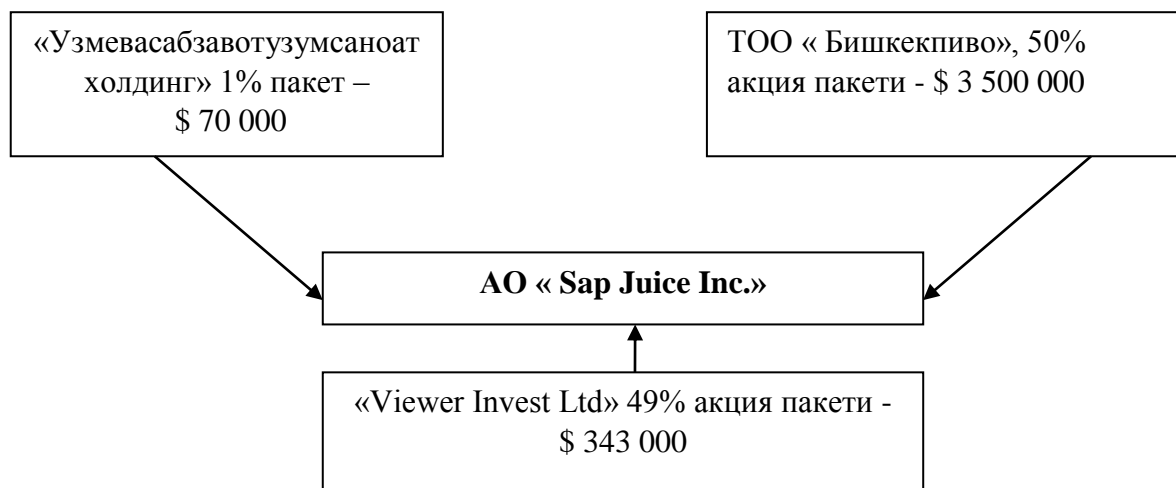 «Узмевасабзавотузумсаноат
холдинг» 1% пакет –
$ 70 000
ТОО « Бишкекпиво», 50%
акция пакети - $ 3 500 000
АО « Sap Juice Inc.»
«Viewer Invest Ltd» 49% акция пакети -
$ 343 000